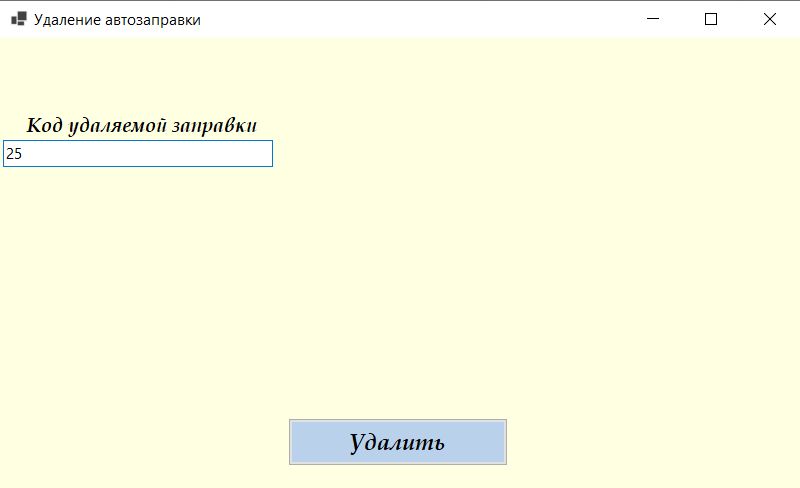 Удаление автозаправки
Код удаляемой заправки
25
Удалить